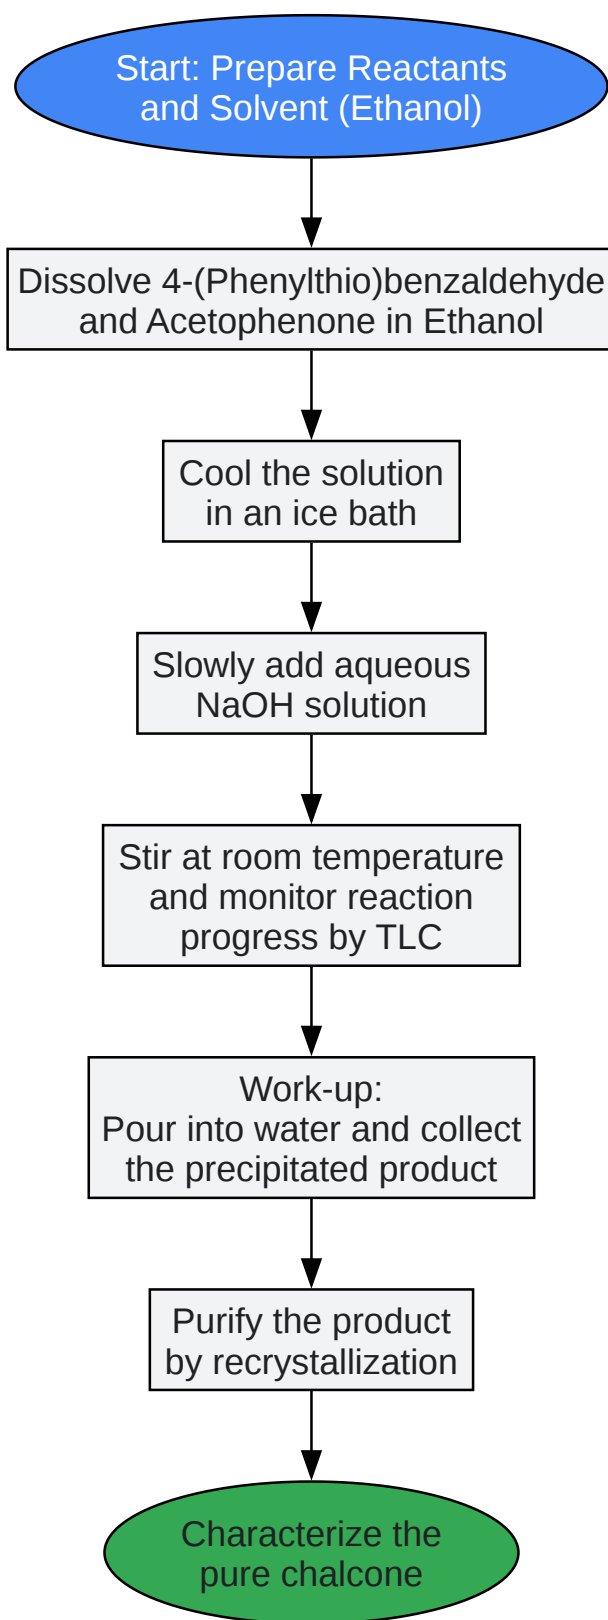 Start: Prepare Reactants
and Solvent (Ethanol)
Dissolve 4-(Phenylthio)benzaldehyde
and Acetophenone in Ethanol
Cool the solution
in an ice bath
Slowly add aqueous
NaOH solution
Stir at room temperature
and monitor reaction
progress by TLC
Work-up:
Pour into water and collect
the precipitated product
Purify the product
by recrystallization
Characterize the
pure chalcone